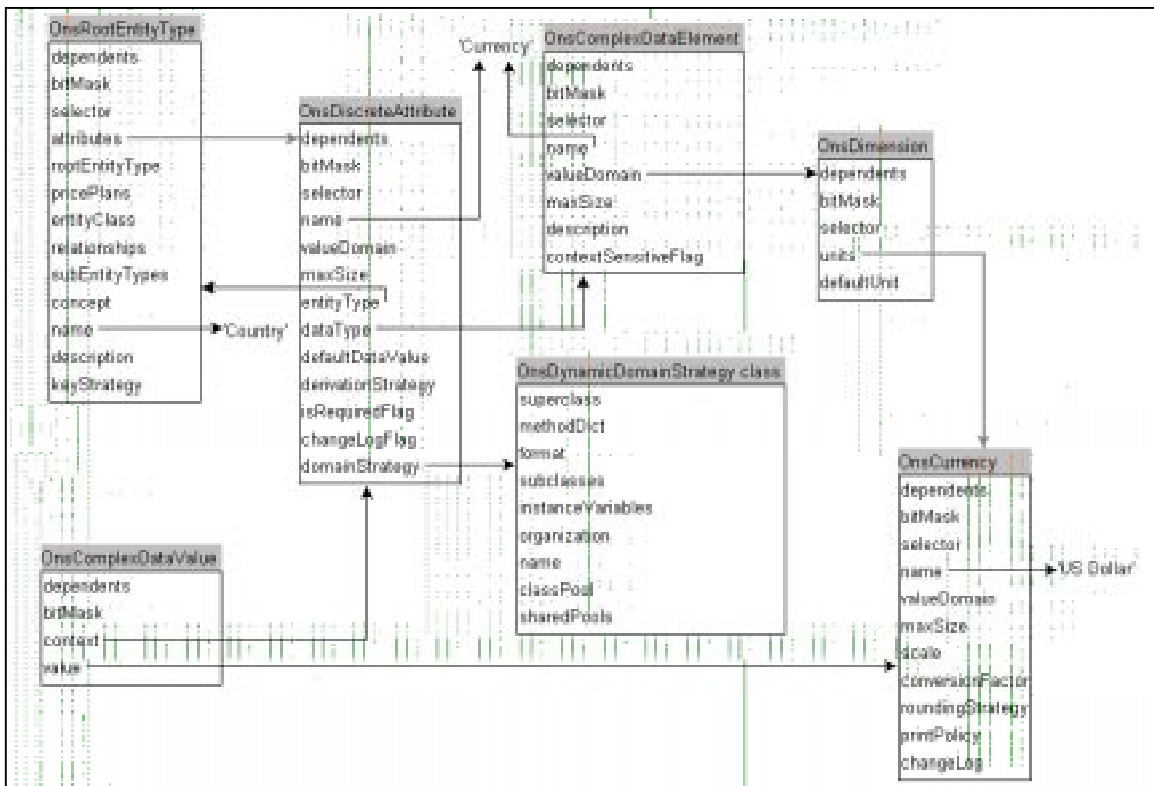 OnsRootEntityType
dependents
bitMask
selector
attributes
rootEntityType
pricePlans
entityClass
relationships
subEntityTypes
concept
name
description
keyStrategy
'Country'
OnsDiscreteAttribute
dependents
bitMask
selector
name
valueDomain
maxSize
entityType
dataType
defaultDataValue
derivationStrategy
isRequiredFlag
changeLogFlag
domainStrategy
'Currency'
OnsComplexDataElement
dependents
bitMask
selector
name
valueDomain
maxSize
description
contextSensitiveFlag
OnsDimension
dependents
bitMask
selector
units
defaultUnit
OnsDynamicDomainStrategy class
superclass
methodDict
format
subclasses
instanceVariables
organization
name
classPool
sharedPools
OnsComplexDataValue
dependents
bitMask
context
value
OnsCurrency
dependents
bitMask
selector
name
valueDomain
maxSize
scale
conversionFactor
roundingStrategy
printPolicy
changeLog
'US Dollar'